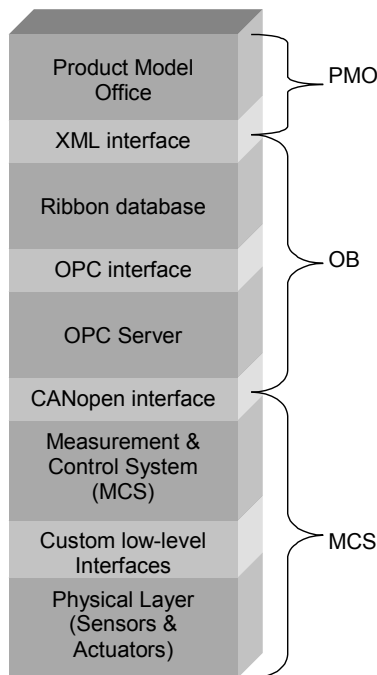 Product Model
Office
PMO
XML interface
Ribbon database
OPC interface
OB
OPC Server
CANopen interface
Measurement &
Control System
(MCS)
Custom low-level
Interfaces
MCS
Physical Layer
(Sensors &
Actuators)